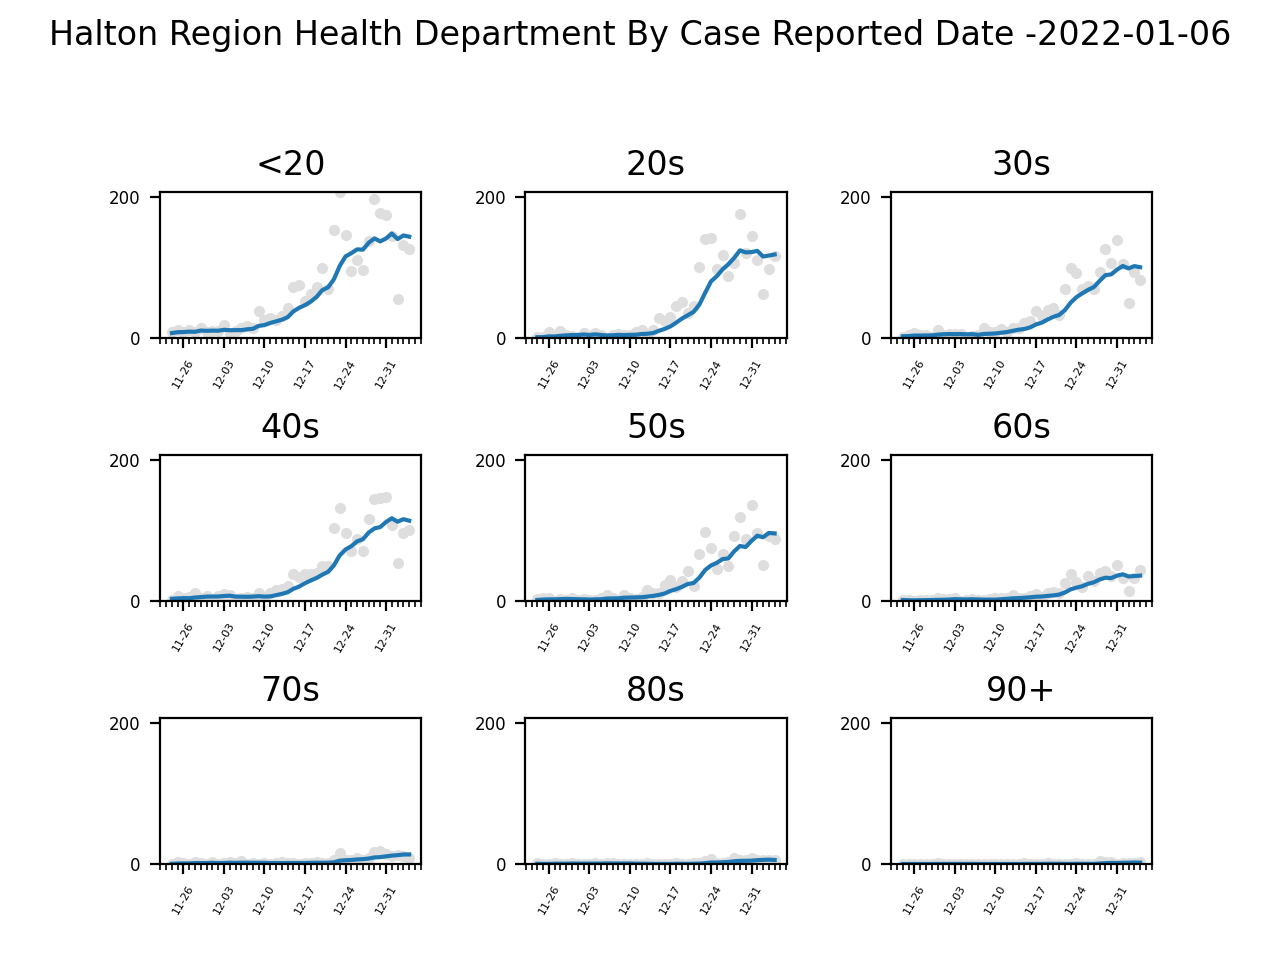 Halton Region Health Department By Case Reported Date -2022-01-06
<20 20s 30s
200 200 200
0 0 0
11-26 12-03 12-10 12-17 12-24 12-31 11-26 12-03 12-10 12-17 12-24 12-31 11-26 12-03 12-10 12-17 12-24 12-31
40s 50s 60s
200 200 200
0 0 0
11-26 12-03 12-10 12-17 12-24 12-31 11-26 12-03 12-10 12-17 12-24 12-31 11-26 12-03 12-10 12-17 12-24 12-31
70s 80s 90+
200 200 200
0 0 0
11-26 12-03 12-10 12-17 12-24 12-31 11-26 12-03 12-10 12-17 12-24 12-31 11-26 12-03 12-10 12-17 12-24 12-31